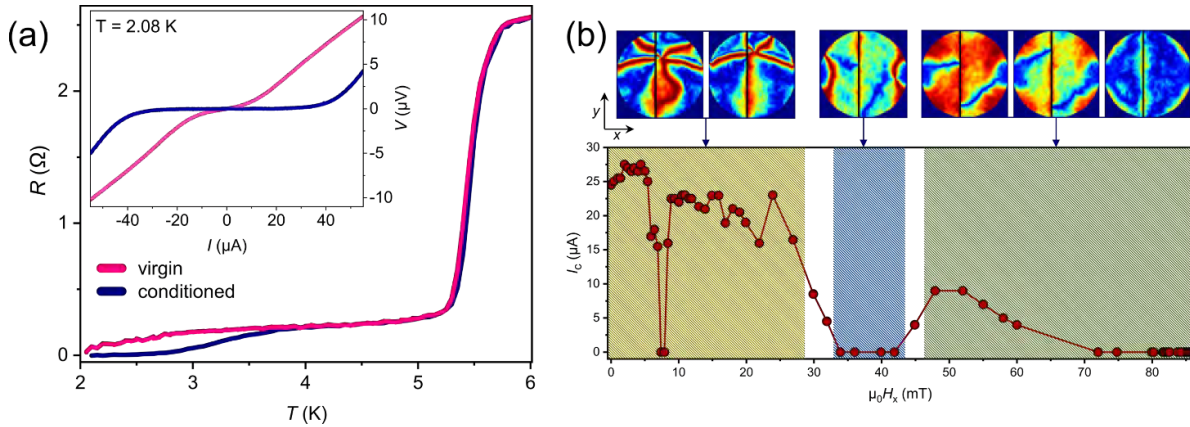 (a)
T = 2.08 K
10
5
0
-5
-10
V (µV)
-40
-20
0
20
40
I (µA)
2
1
0
R (Ω)
virgin
conditioned
2
3
4
5
6
T (K)
(b)
y
x
30
25
20
15
10
5
0
I_c (µA)
0
10
20
30
40
50
60
70
80
µ₀Hₓ (mT)